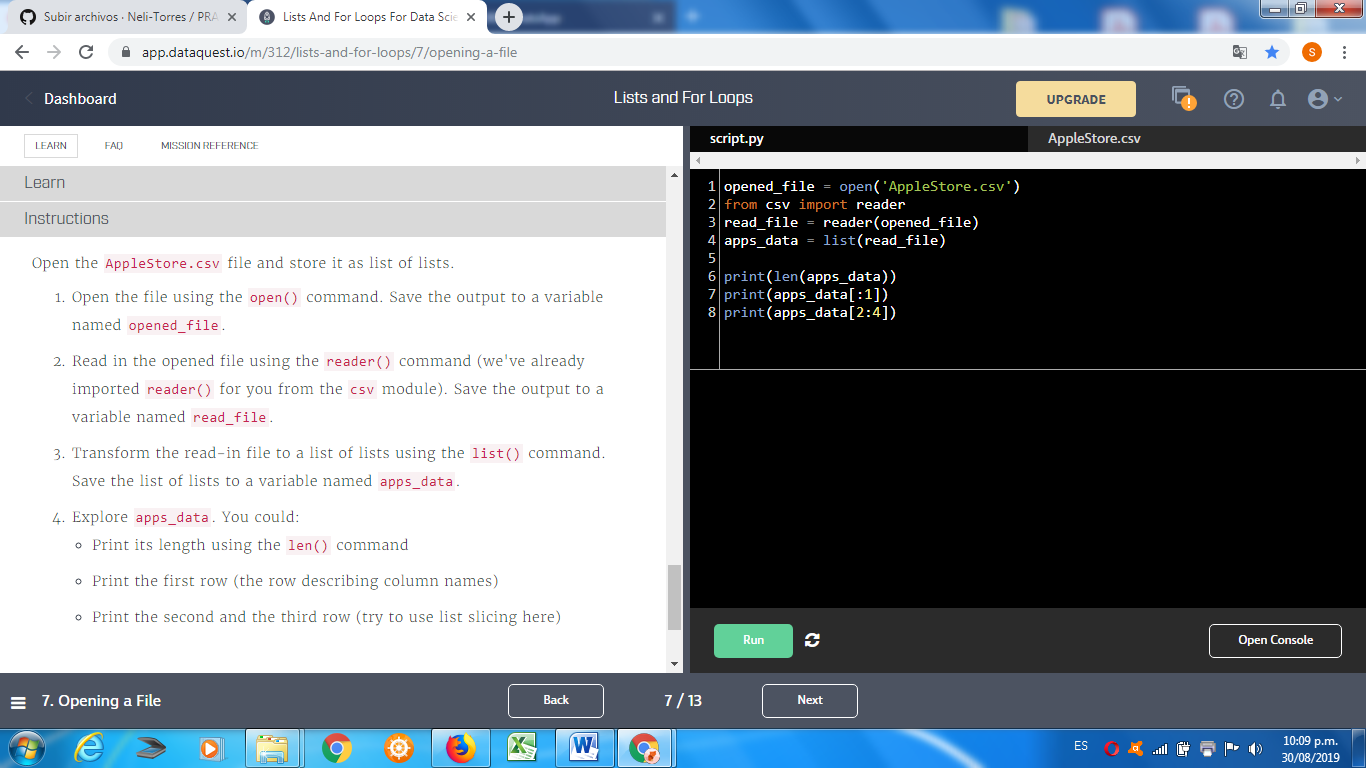 Subir archivos · Neli-Torres / PRA
Lists And For Loops For Data Scie
app.dataquest.io/m/312/lists-and-for-loops/7/opening-a-file
S
Dashboard
Lists and For Loops
UPGRADE
LEARN
FAQ
MISSION REFERENCE
script.py
AppleStore.csv
Learn
Instructions
Open the AppleStore.csv file and store it as list of lists.
1. Open the file using the open() command. Save the output to a variable
named opened_file.
2. Read in the opened file using the reader() command (we've already
imported reader() for you from the csv module). Save the output to a
variable named read_file.
3. Transform the read-in file to a list of lists using the list() command.
Save the list of lists to a variable named apps_data.
4. Explore apps_data. You could:
Print its length using the len() command
Print the first row (the row describing column names)
Print the second and the third row (try to use list slicing here)
1 opened_file = open('AppleStore.csv')
2 from csv import reader
3 read_file = reader(opened_file)
4 apps_data = list(read_file)
5
6 print(len(apps_data))
7 print(apps_data[:1])
8 print(apps_data[2:4])
Run
Open Console
7. Opening a File
Back
7 / 13
Next
ES
10:09 p.m.
30/08/2019